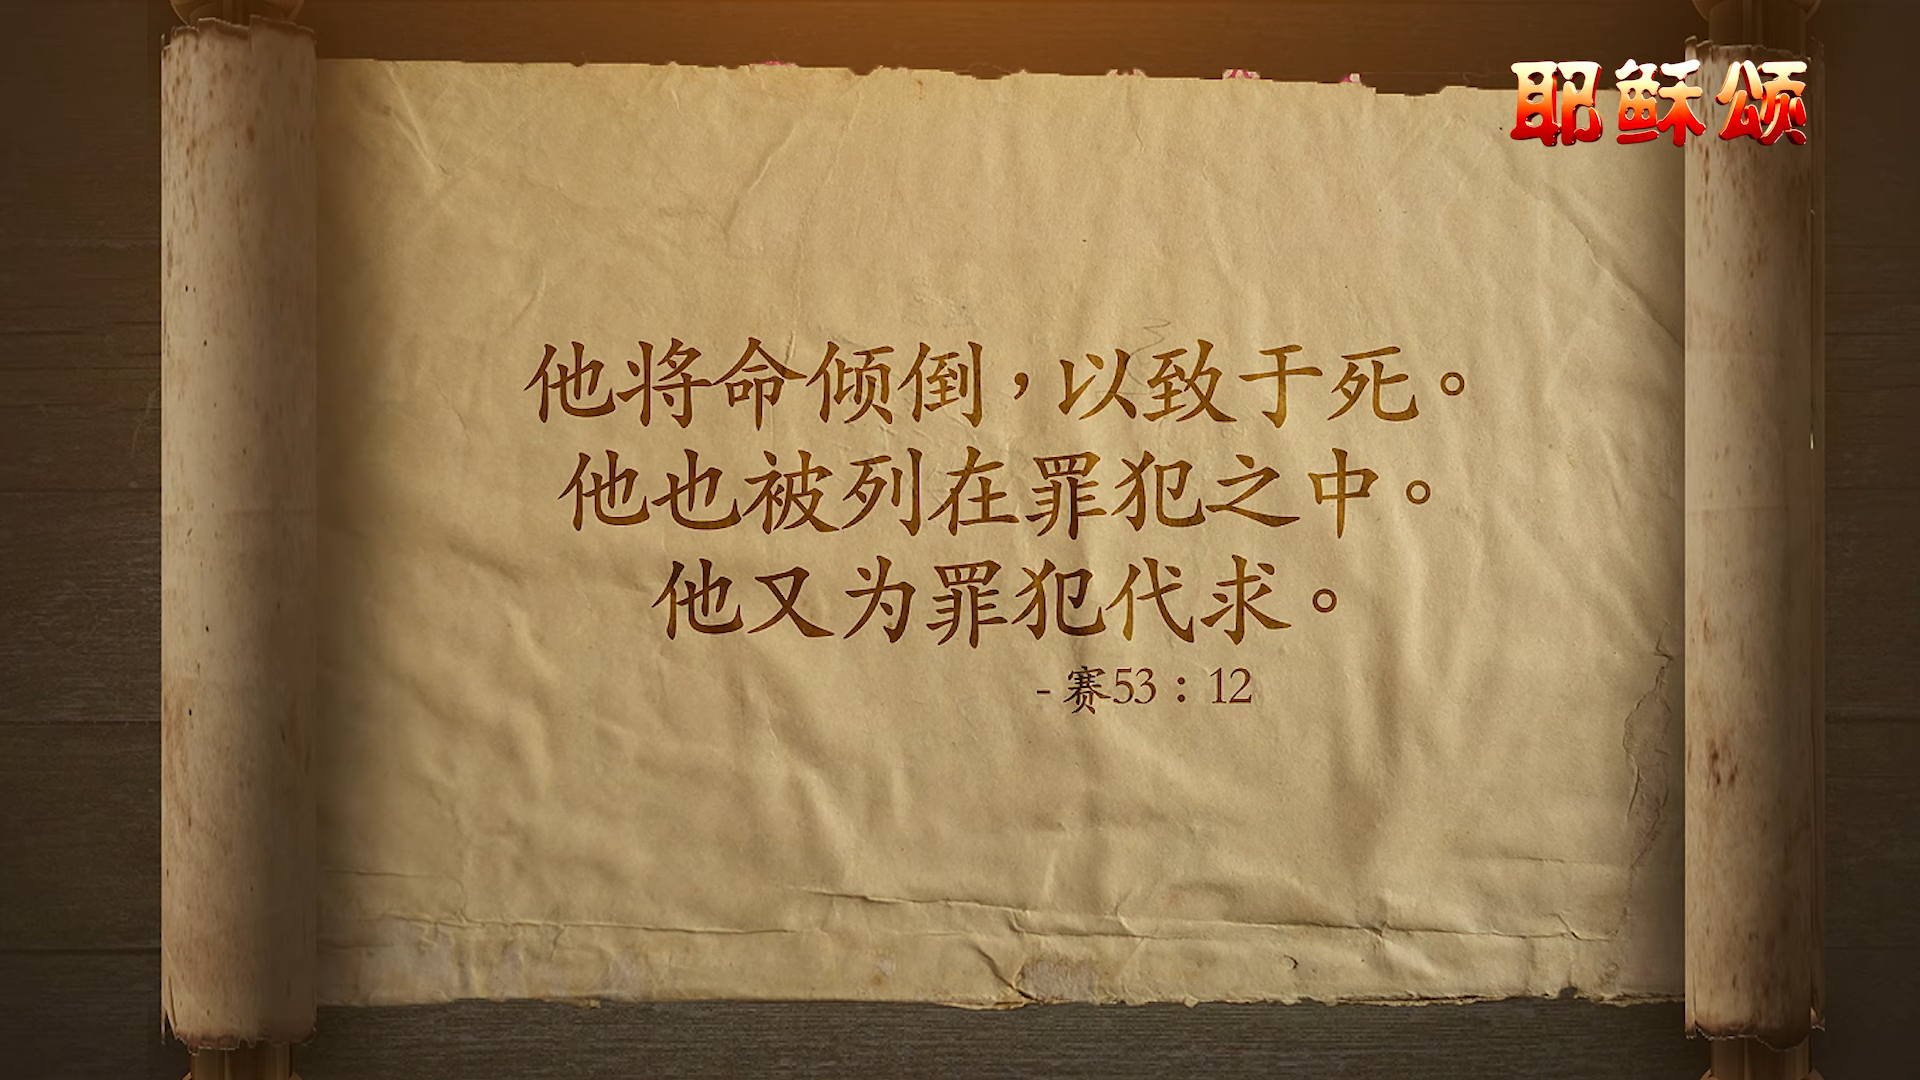 耶稣颂
他将命倾倒，以致于死。
他也被列在罪犯之中。
他又为罪犯代求。
- 赛53：12